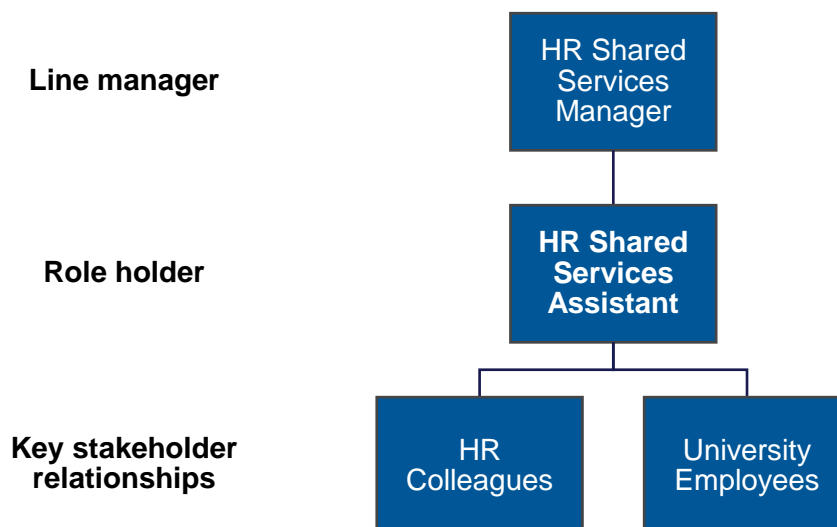 Line manager
HR Shared
Services
Manager
Role holder
HR Shared
Services
Assistant
Key stakeholder
relationships
HR
Colleagues
University
Employees